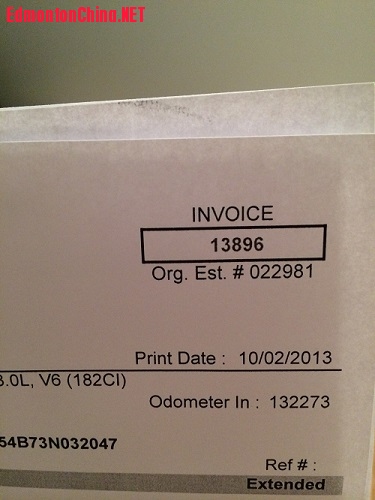 EdmontonChina.NET
INVOICE
13896
Org. Est. # 022981
Print Date : 10/02/2013
3.0L, V6 (182CI)
Odometer In : 132273
54B73N032047
Ref # :
Extended